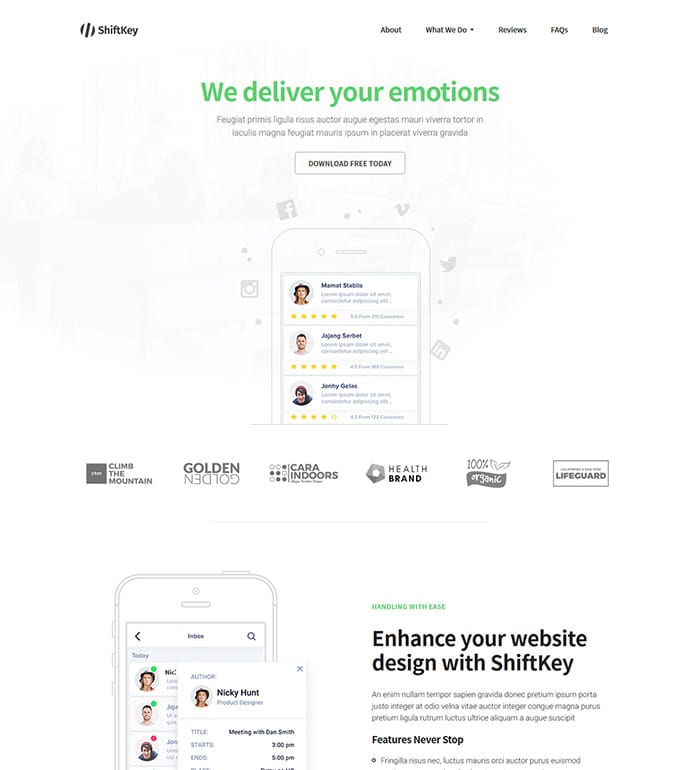 ShiftKey
About What We Do Reviews FAQs Blog
We deliver your emotions
Feugiat primis ligula risus auctor augue egestas mauri viverra tortor in
iaculis magna feugiat mauris ipsum in placerat viverra gravida
DOWNLOAD FREE TODAY
Mamat Stablis
Lorem ipsum dolor sit amet,
consectetur adipiscing elit...
5.0 From 210 Customers
Jajang Serbet
Lorem ipsum dolor sit amet,
consectetur adipiscing elit...
4.5 From 189 Customers
Jonhy Gelas
Lorem ipsum dolor sit amet,
consectetur adipiscing elit...
4.2 From 122 Customers
ctm
CLIMB
THE
MOUNTAIN
GOLDEN
GOLDEN
CARA
INDOORS
HEALTH
BRAND
100%
organic
LIFEGUARD
HANDLING WITH EASE
Enhance your website
design with ShiftKey
An enim nullam tempor sapien gravida donec pretium ipsum porta
justo integer at odio velna vitae auctor integer congue magna purus
pretium ligula rutrum luctus ultrice aliquam a augue suscipit
Features Never Stop
Fringilla risus nec, luctus mauris orci auctor purus euismod
Inbox
Today
Nic
Jaja
AUTHOR:
Nicky Hunt
Product Designer
TITLE: Meeting with Dan Smith
STARTS: 3:00 pm
ENDS: 5:00 pm